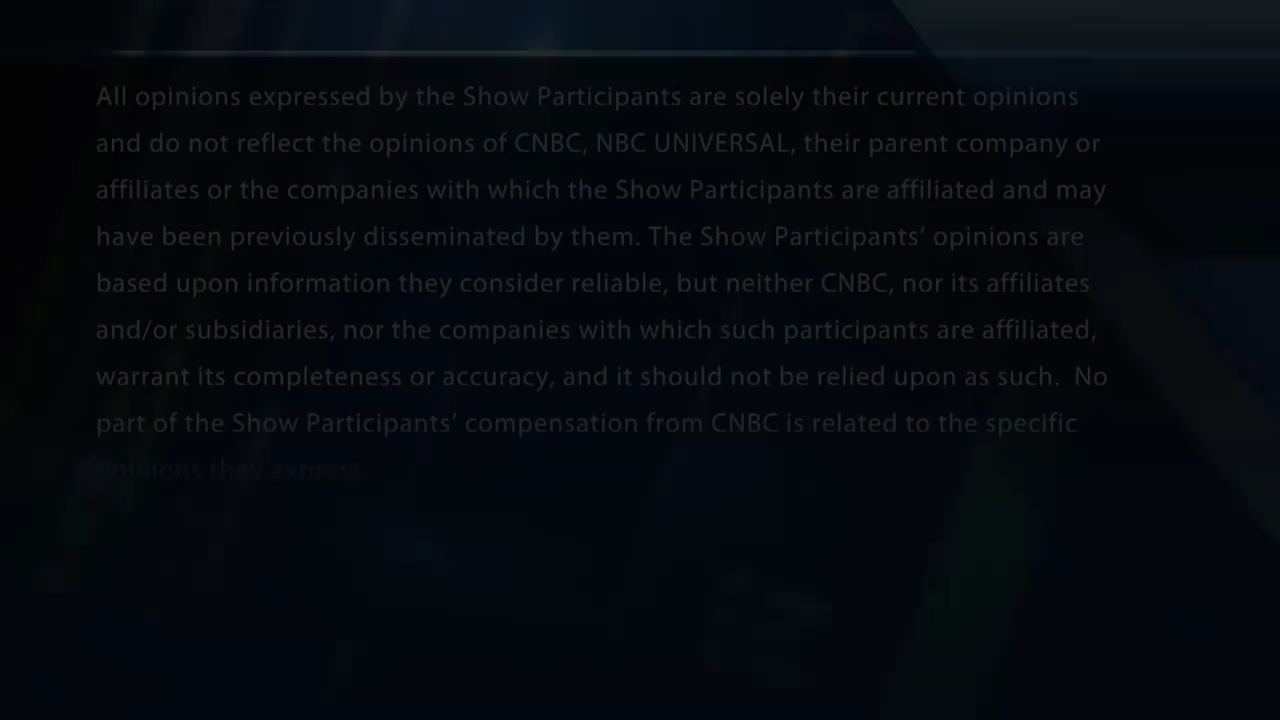 All opinions expressed by the Show Participants are solely their current opinions
and do not reflect the opinions of CNBC, NBC UNIVERSAL, their parent company or
affiliates or the companies with which the Show Participants are affiliated and may
have been previously disseminated by them. The Show Participants’ opinions are
based upon information they consider reliable, but neither CNBC, nor its affiliates
and/or subsidiaries, nor the companies with which such participants are affiliated,
warrant its completeness or accuracy, and it should not be relied upon as such.  No
part of the Show Participants’ compensation from CNBC is related to the specific
opinions they express.